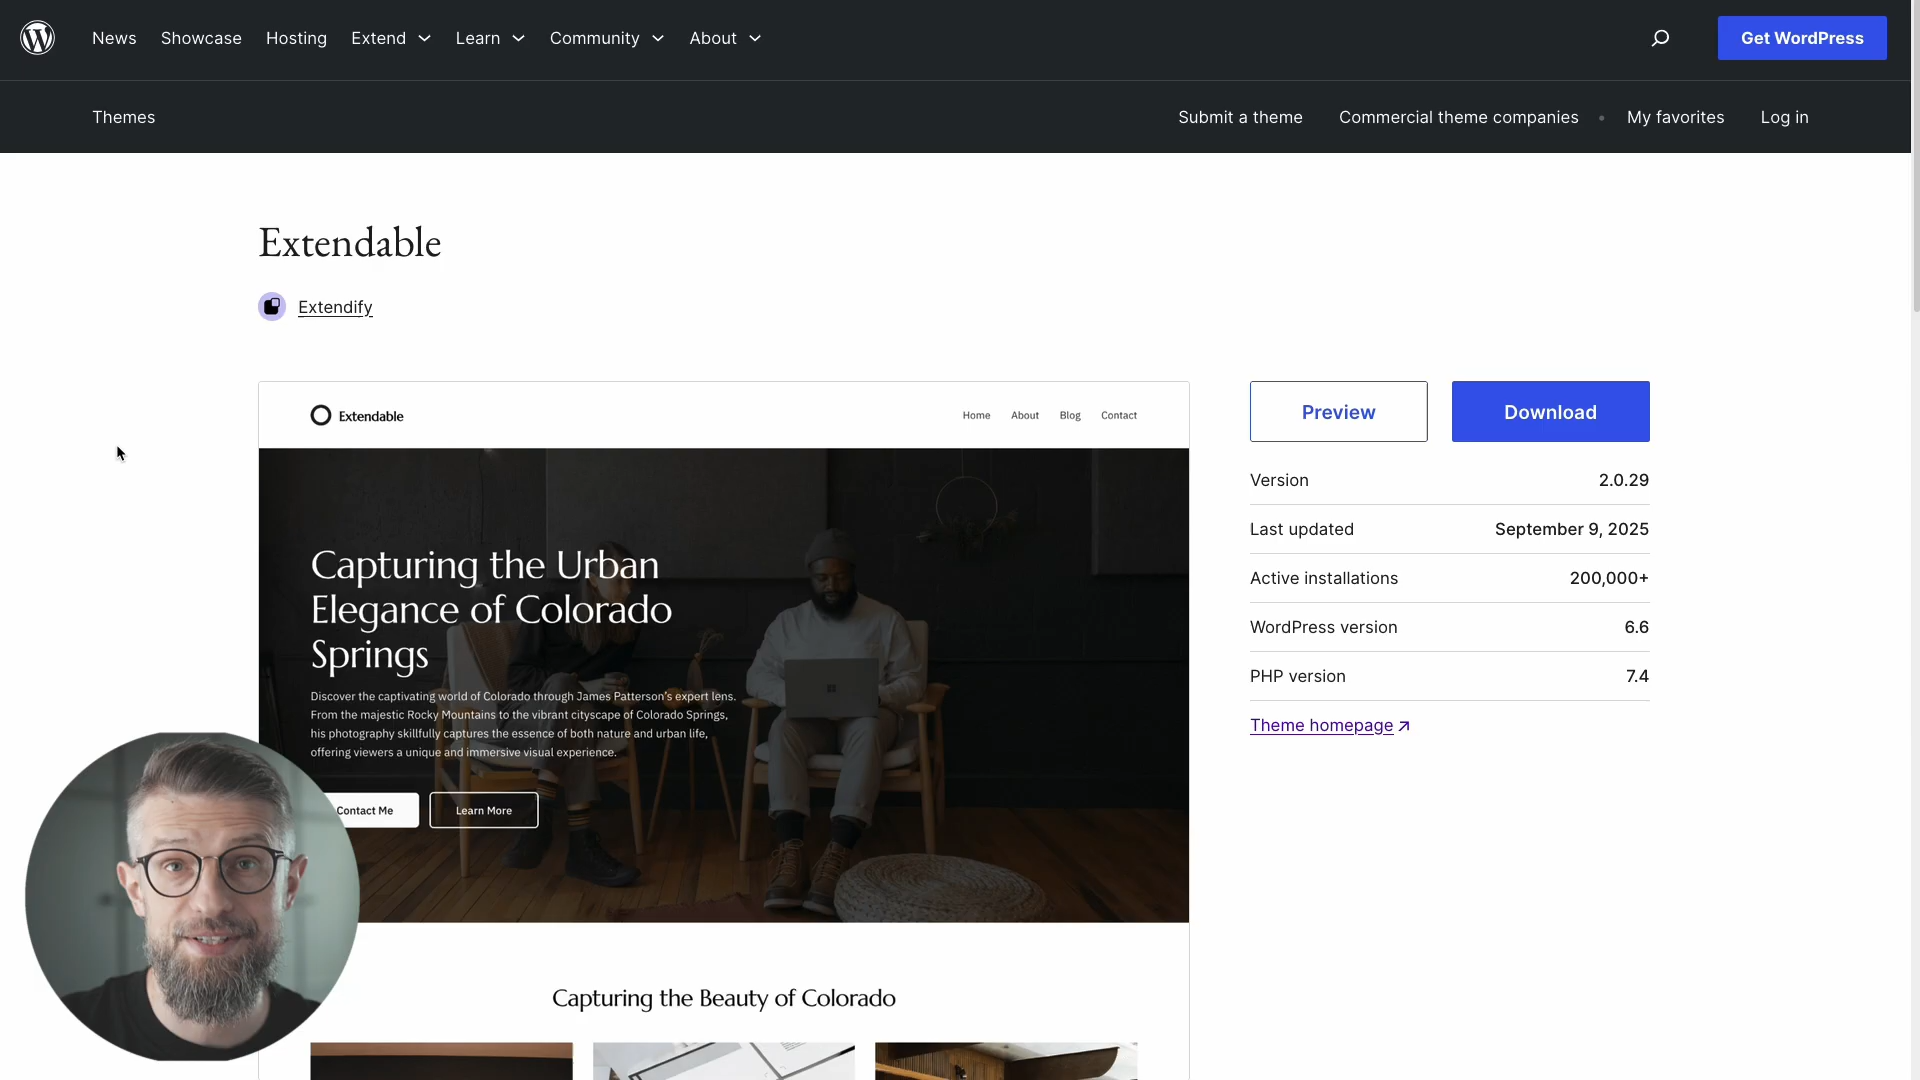 News Showcase Hosting Extend Learn Community About Get WordPress
Themes Submit a theme Commercial theme companies • My favorites Log in
Extendable
Extendify
Extendable Home About Blog Contact
Capturing the Urban
Elegance of Colorado
Springs
Discover the captivating world of Colorado through James Patterson's expert lens.
From the majestic Rocky Mountains to the vibrant cityscape of Colorado Springs,
his photography skillfully captures the essence of both nature and urban life,
offering viewers a unique and immersive visual experience.
Contact Me Learn More
Capturing the Beauty of Colorado
Preview Download
Version 2.0.29
Last updated September 9, 2025
Active installations 200,000+
WordPress version 6.6
PHP version 7.4
Theme homepage